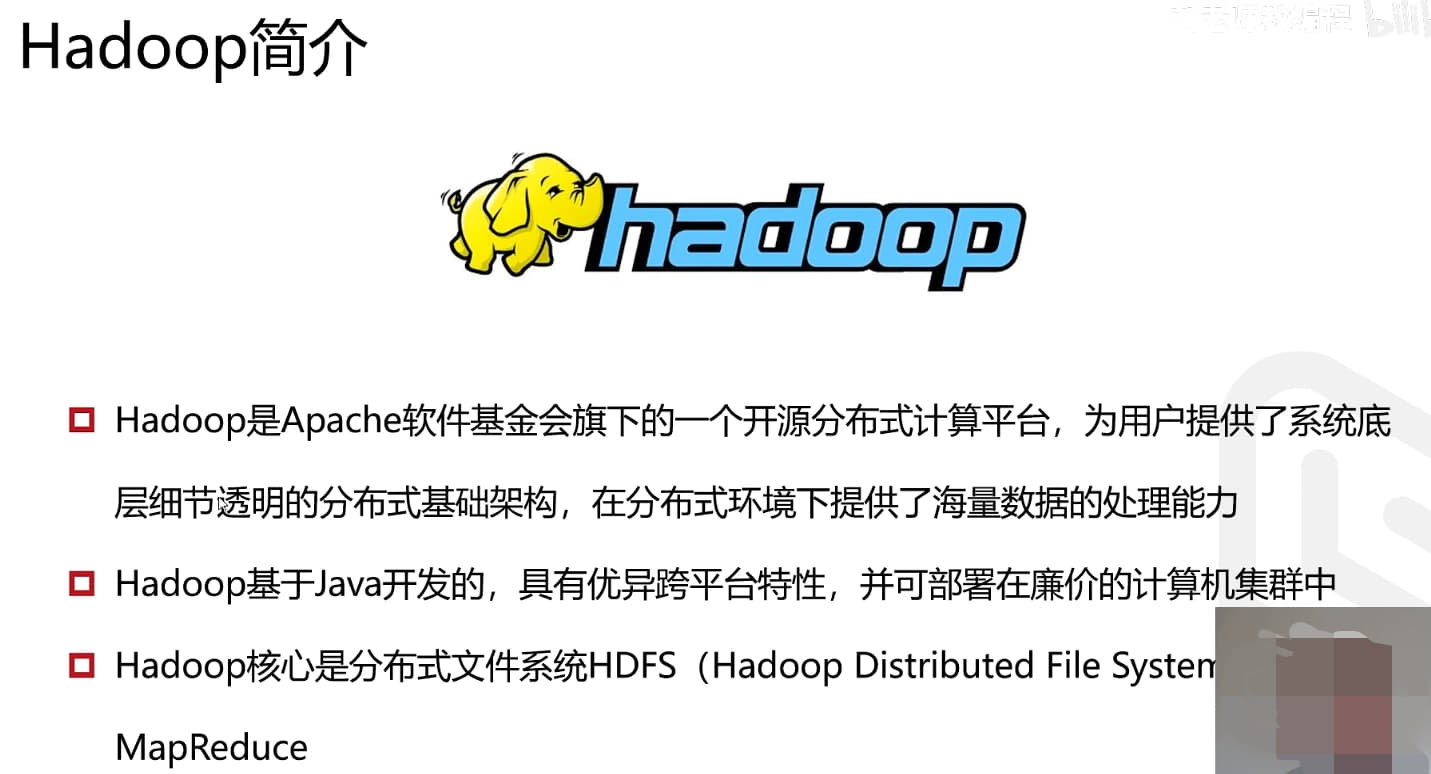 Hadoop简介
hadoop
Hadoop是Apache软件基金会旗下的一个开源分布式计算平台，为用户提供了系统底
层细节透明的分布式基础架构，在分布式环境下提供了海量数据的处理能力
Hadoop基于Java开发的，具有优异跨平台特性，并可部署在廉价的计算机集群中
Hadoop核心是分布式文件系统HDFS（Hadoop Distributed File System
MapReduce